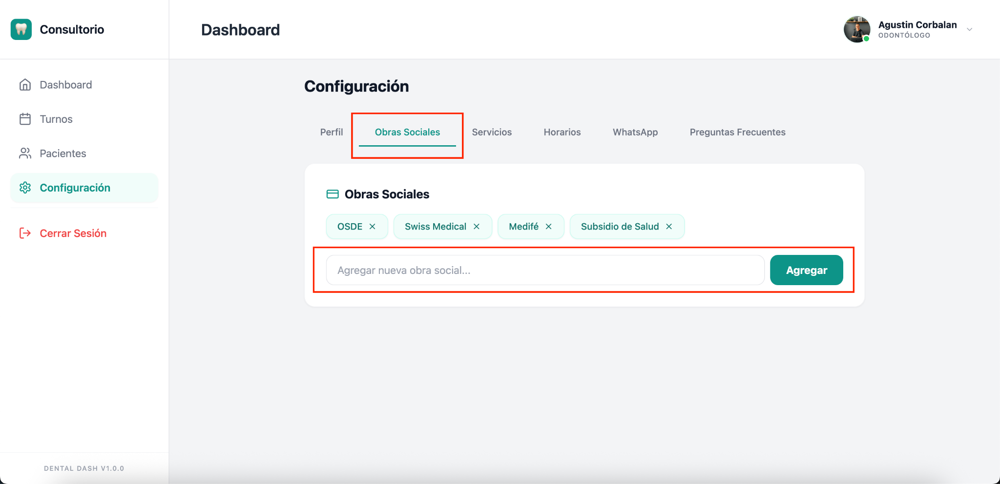 Consultorio
Dashboard
Agustin Corbalan
ODONTÓLOGO
Dashboard
Turnos
Pacientes
Configuración
Cerrar Sesión
DENTAL DASH V1.0.0
Configuración
Perfil Obras Sociales Servicios Horarios WhatsApp Preguntas Frecuentes
Obras Sociales
OSDE × Swiss Medical × Medifé × Subsidio de Salud ×
Agregar nueva obra social... Agregar